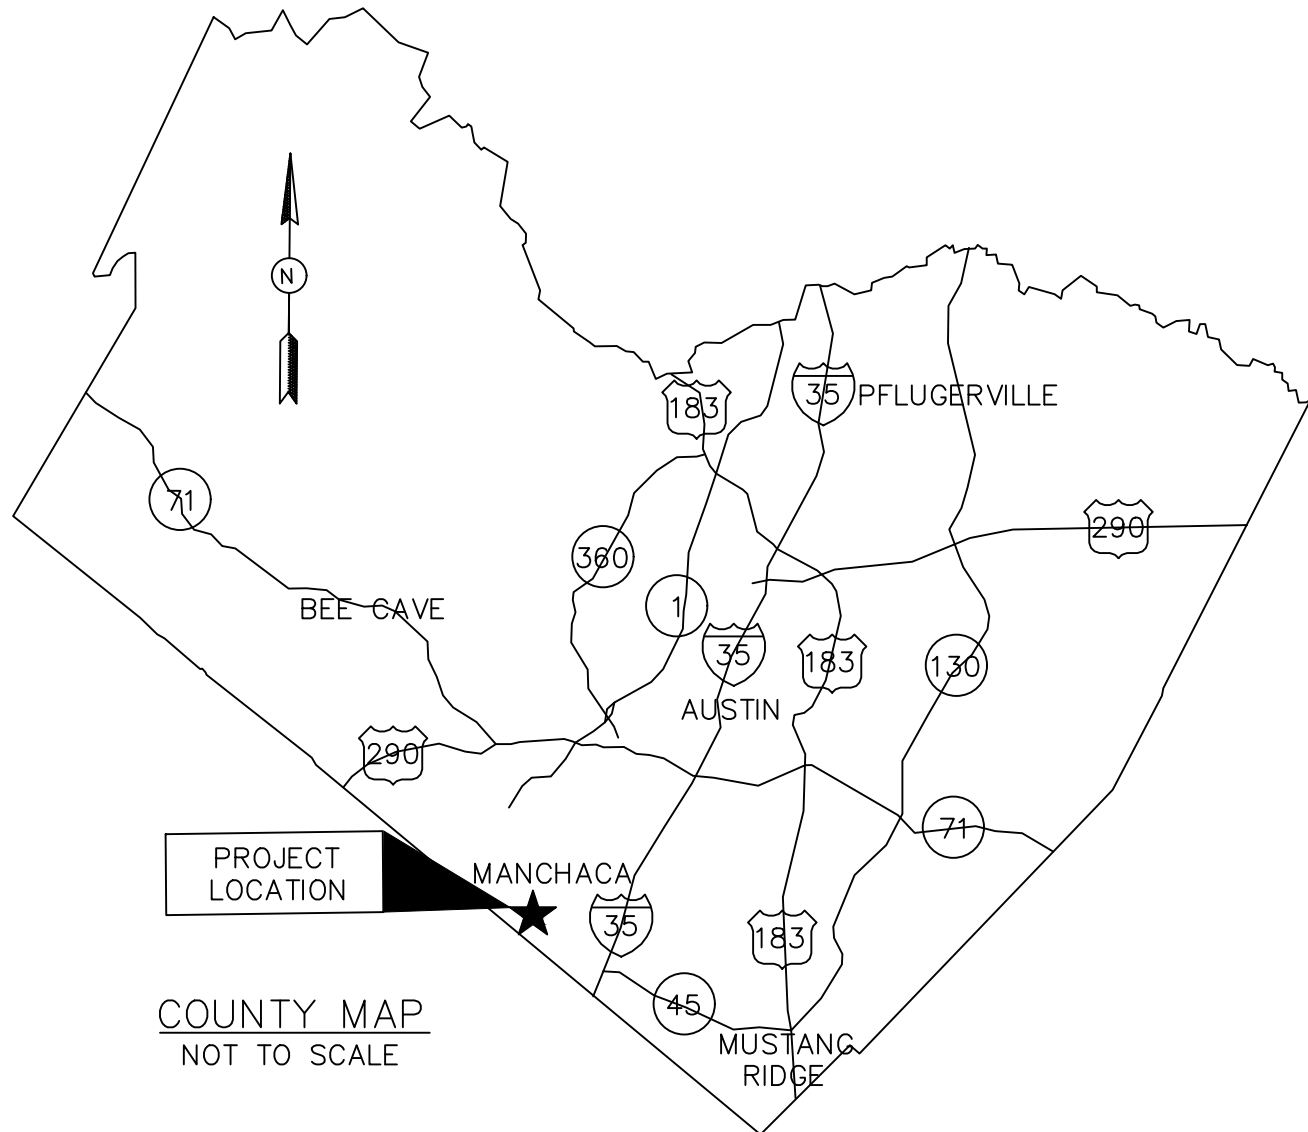 N
183
35
PFLUGERVILLE
71
290
360
1
BEE CAVE
35
183
130
AUSTIN
290
71
PROJECT
LOCATION
MANCHACA
35
183
45
COUNTY MAP
NOT TO SCALE
MUSTANG
RIDGE